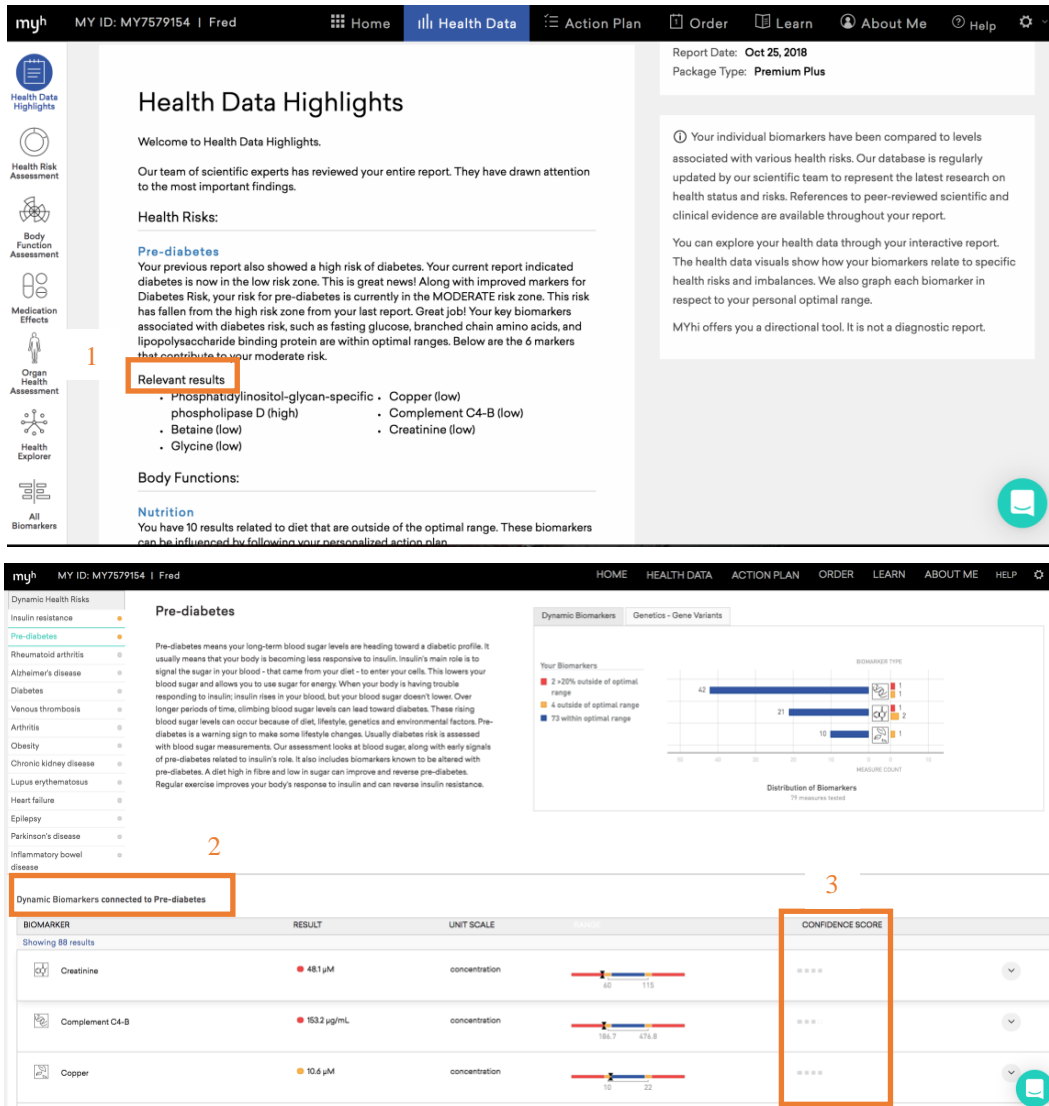 myh MY ID: MY7579154 | Fred Home Health Data Action Plan Order Learn About Me Help
Health Data
Highlights
Health Risk
Assessment
Body
Function
Assessment
Medication
Effects
Organ
Health
Assessment
Health
Explorer
All
Biomarkers
1
Health Data Highlights
Welcome to Health Data Highlights.
Our team of scientific experts has reviewed your entire report. They have drawn attention
to the most important findings.
Health Risks:
Pre-diabetes
Your previous report also showed a high risk of diabetes. Your current report indicated
diabetes is now in the low risk zone. This is great news! Along with improved markers for
Diabetes Risk, your risk for pre-diabetes is currently in the MODERATE risk zone. This risk
has fallen from the high risk zone from your last report. Great job! Your key biomarkers
associated with diabetes risk, such as fasting glucose, branched chain amino acids, and
lipopolysaccharide binding protein are within optimal ranges. Below are the 6 markers
that contribute to your moderate risk.
Relevant results
• Phosphatidylinositol-glycan-specific
phospholipase D (high)
• Betaine (low)
• Glycine (low)
• Copper (low)
• Complement C4-B (low)
• Creatinine (low)
Body Functions:
Nutrition
You have 10 results related to diet that are outside of the optimal range. These biomarkers
can be influenced by following your personalized action plan
Report Date: Oct 25, 2018
Package Type: Premium Plus
Your individual biomarkers have been compared to levels
associated with various health risks. Our database is regularly
updated by our scientific team to represent the latest research on
health status and risks. References to peer-reviewed scientific and
clinical evidence are available throughout your report.
You can explore your health data through your interactive report.
The health data visuals show how your biomarkers relate to specific
health risks and imbalances. We also graph each biomarker in
respect to your personal optimal range.
MYhi offers you a directional tool. It is not a diagnostic report.
myh MY ID: MY7579154 | Fred HOME HEALTH DATA ACTION PLAN ORDER LEARN ABOUT ME HELP
Dynamic Health Risks
Insulin resistance
Pre-diabetes
Rheumatoid arthritis
Alzheimer's disease
Diabetes
Venous thrombosis
Arthritis
Obesity
Chronic kidney disease
Lupus erythematosus
Heart failure
Epilepsy
Parkinson's disease
Inflammatory bowel
disease
Pre-diabetes
Pre-diabetes means your long-term blood sugar levels are heading toward a diabetic profile. It
usually means that your body is becoming less responsive to insulin. Insulin's main role is to
signal the sugar in your blood - that came from your diet - to enter your cells. This lowers your
blood sugar and allows you to use sugar for energy. When your body is having trouble
responding to insulin; insulin rises in your blood, but your blood sugar doesn't lower. Over
longer periods of time, climbing blood sugar levels can lead toward diabetes. These rising
blood sugar levels can occur because of diet, lifestyle, genetics and environmental factors. Pre-
diabetes is a warning sign to make some lifestyle changes. Usually diabetes risk is assessed
with blood sugar measurements. Our assessment looks at blood sugar, along with early signals
of pre-diabetes related to insulin's role. It also includes biomarkers known to be altered with
pre-diabetes. A diet high in fibre and low in sugar can improve and reverse pre-diabetes.
Regular exercise improves your body's response to insulin and can reverse insulin resistance.
Dynamic Biomarkers Genetics - Gene Variants
Your Biomarkers
2 >20% outside of optimal
range
4 outside of optimal range
73 within optimal range
BIOMARKER TYPE
42 1
1
21 1
2
10 1
50 40 30 20 10 0 0 10
MEASURE COUNT
Distribution of Biomarkers
79 measures tested
2
3
Dynamic Biomarkers connected to Pre-diabetes
BIOMARKER RESULT UNIT SCALE RANGE CONFIDENCE SCORE
Showing 88 results
Creatinine 48.1 µM concentration
60 115
Complement C4-B 153.2 µg/mL concentration
186.7 476.8
Copper 10.6 µM concentration
10 22